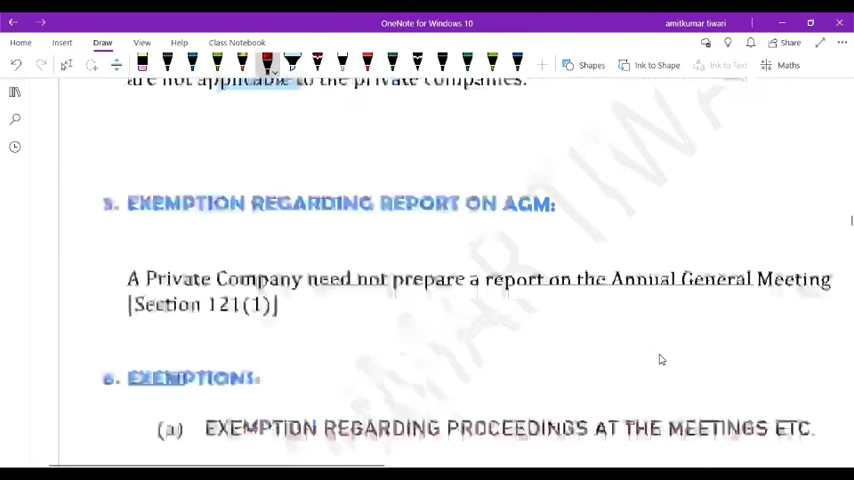 OneNote for Windows 10
amitkumar tiwari
Home Insert Draw View Help Class Notebook
Share
Shapes
Ink to Shape
Ink to Text
Maths
are not applicable to the private companies.
EXEMPTION REGARDING REPORT ON AGM:
A Private Company need not prepare a report on the Annual General Meeting
[Section 121(1)]
6. EXEMPTIONS:
(a) EXEMPTION REGARDING PROCEEDINGS AT THE MEETINGS ETC.